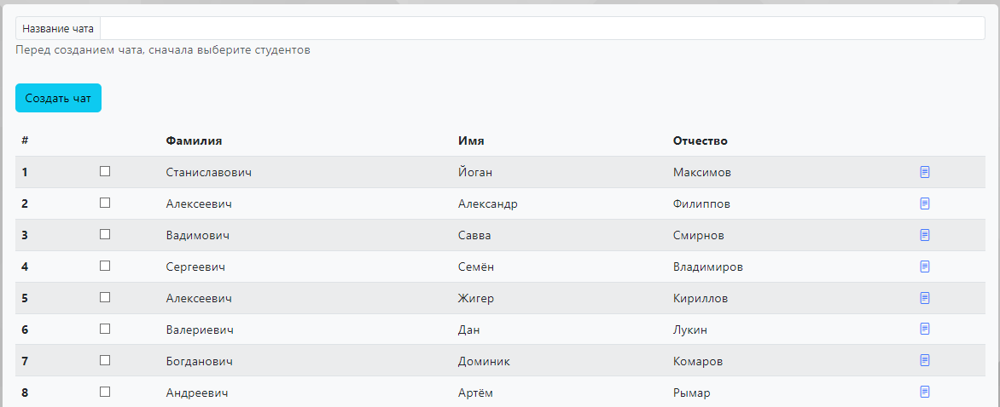 Название чата
Перед созданием чата, сначала выберите студентов
Создать чат
# Фамилия Имя Отчество
1 Станиславович Йоган Максимов
2 Алексеевич Александр Филиппов
3 Вадимович Савва Смирнов
4 Сергеевич Семён Владимиров
5 Алексеевич Жигер Кириллов
6 Валериевич Дан Лукин
7 Богданович Доминик Комаров
8 Андреевич Артём Рымар